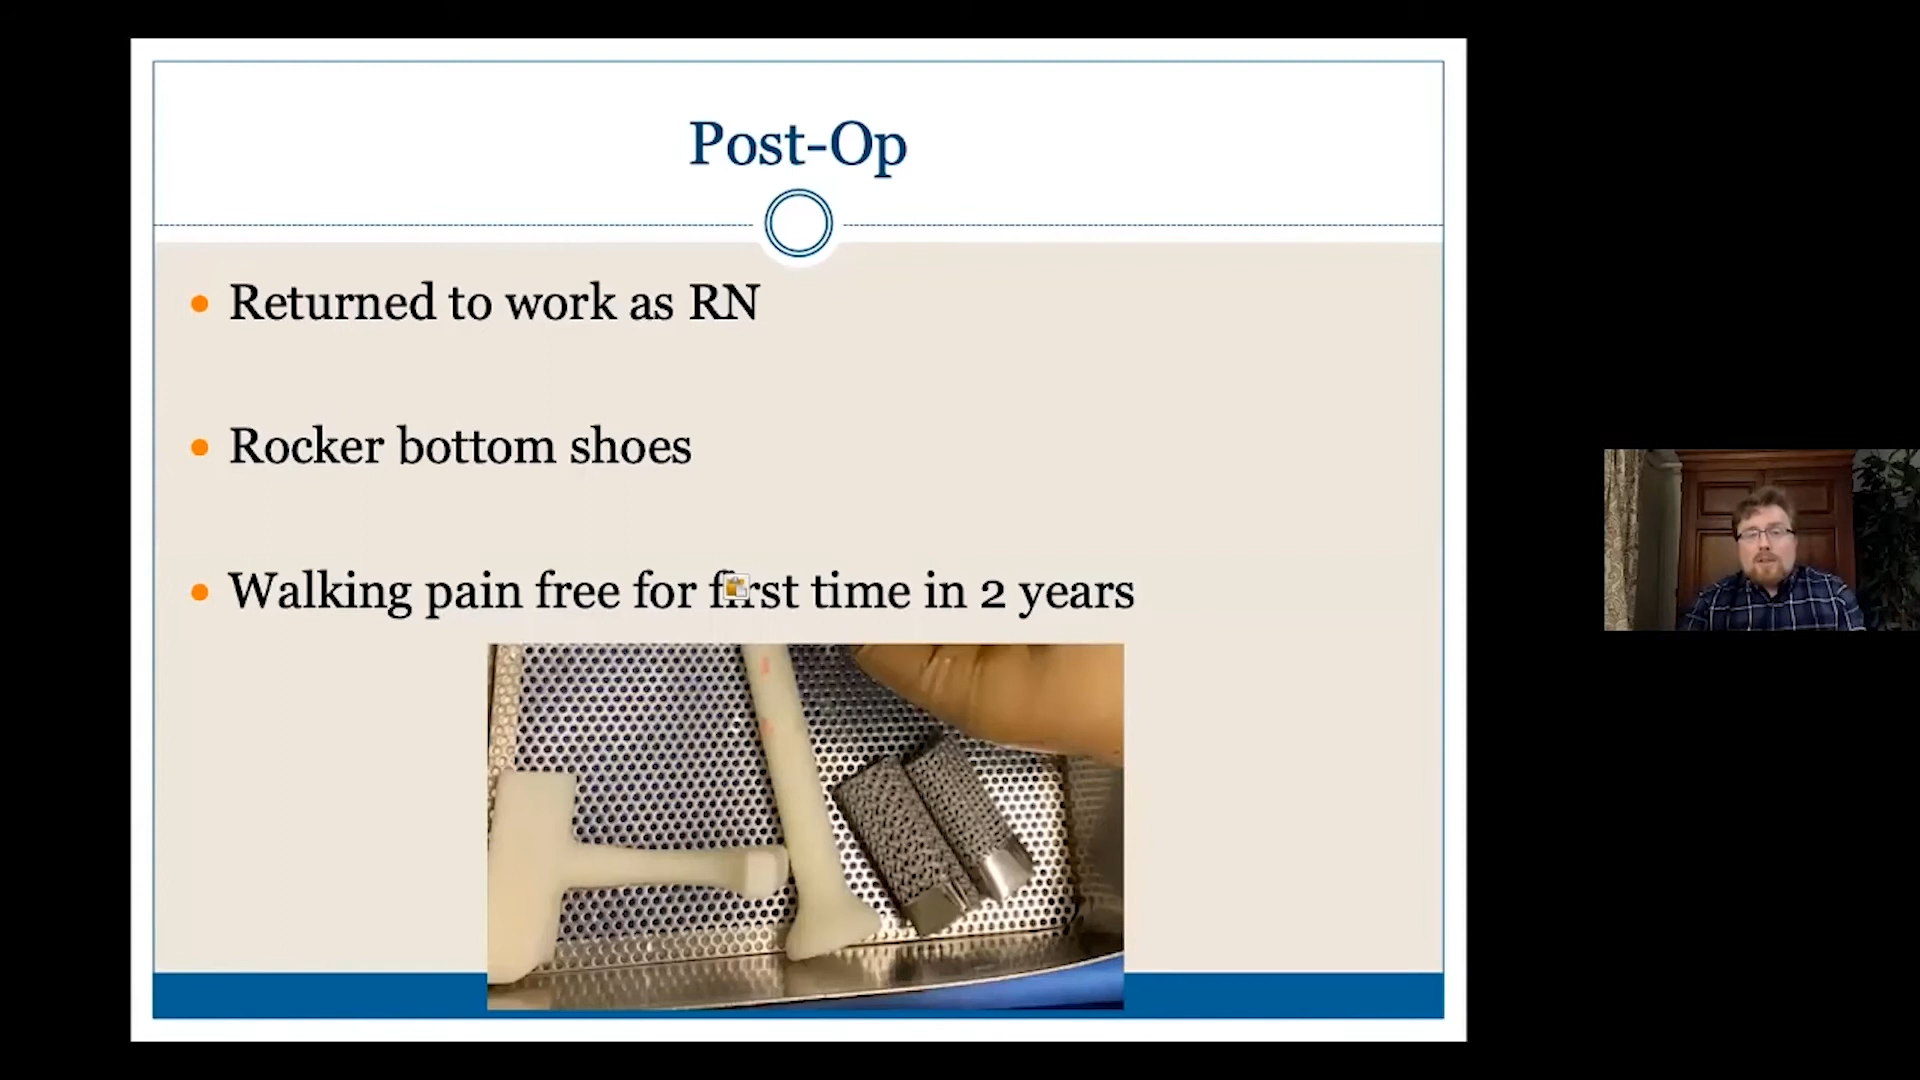 Post-Op
Returned to work as RN
Rocker bottom shoes
Walking pain free for first time in 2 years